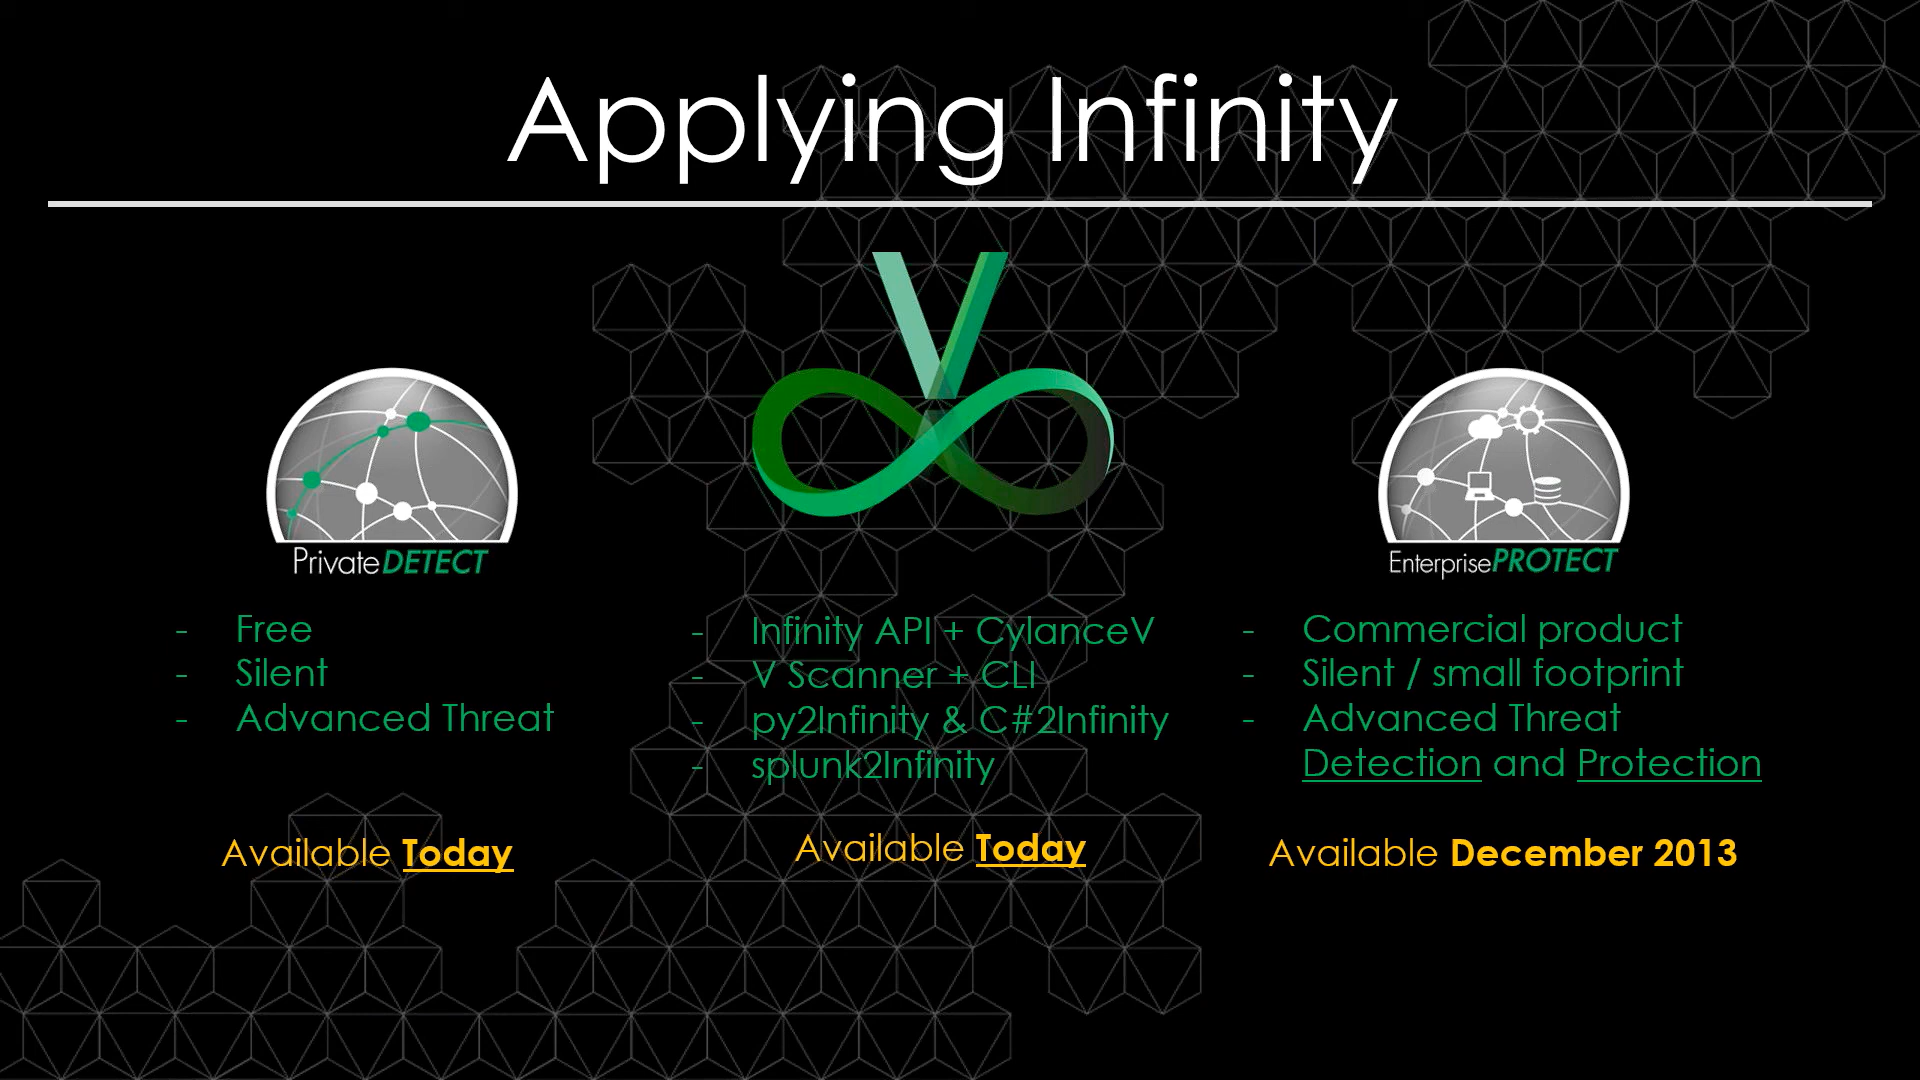 Applying Infinity
PrivateDETECT
- Free
- Silent
- Advanced Threat
Available Today
V
- Infinity API + CylanceV
- V Scanner + CLI
- py2Infinity & C#2Infinity
- splunk2Infinity
Available Today
EnterprisePROTECT
- Commercial product
- Silent / small footprint
- Advanced Threat
Detection and Protection
Available December 2013